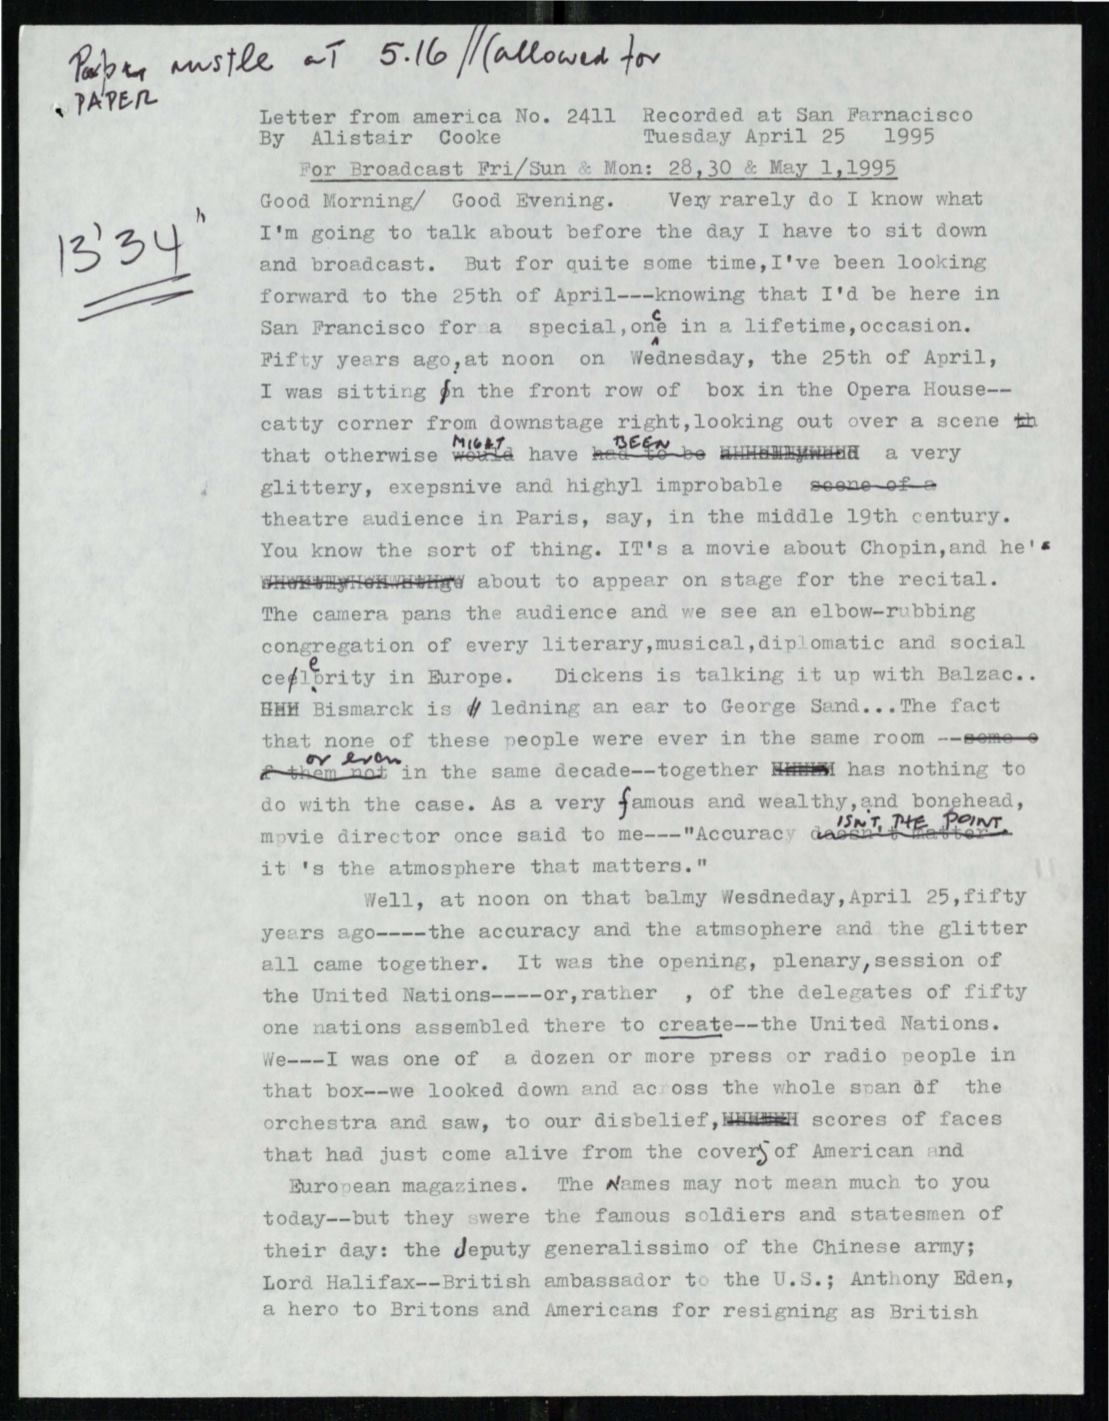 Paper rustle at 5.16 // (allowed for
PAPER
Letter from america No. 2411 Recorded at San Farnacisco
By Alistair Cooke Tuesday April 25 1995
For Broadcast Fri/Sun & Mon: 28,30 & May 1,1995
13'34"
Good Morning/ Good Evening. Very rarely do I know what
I'm going to talk about before the day I have to sit down
and broadcast. But for quite some time,I've been looking
forward to the 25th of April---knowing that I'd be here in
San Francisco for a special,once in a lifetime,occasion.
Fifty years ago,at noon on Wednesday, the 25th of April,
I was sitting in the front row of box in the Opera House--
catty corner from downstage right,looking out over a scene th
MIGHT BEEN
that otherwise would have had to be a very
glittery, exepsnive and highyl improbable scene of a
theatre audience in Paris, say, in the middle 19th century.
You know the sort of thing. IT's a movie about Chopin,and he's
about to appear on stage for the recital.
The camera pans the audience and we see an elbow-rubbing
congregation of every literary,musical,diplomatic and social
celebrity in Europe. Dickens is talking it up with Balzac..
Bismarck is ledning an ear to George Sand...The fact
that none of these people were ever in the same room --some o
or even
f them not in the same decade--together has nothing to
do with the case. As a very famous and wealthy,and bonehead,
ISN'T THE POINT
movie director once said to me---"Accuracy doesn't matter
it 's the atmosphere that matters."
Well, at noon on that balmy Wesdneday,April 25,fifty
years ago----the accuracy and the atmsophere and the glitter
all came together. It was the opening, plenary,session of
the United Nations----or,rather , of the delegates of fifty
one nations assembled there to create--the United Nations.
We---I was one of a dozen or more press or radio people in
that box--we looked down and across the whole span of the
orchestra and saw, to our disbelief, scores of faces
that had just come alive from the covers of American and
European magazines. The Names may not mean much to you
today--but they swere the famous soldiers and statesmen of
their day: the deputy generalissimo of the Chinese army;
Lord Halifax--British ambassador to the U.S.; Anthony Eden,
a hero to Britons and Americans for resigning as British